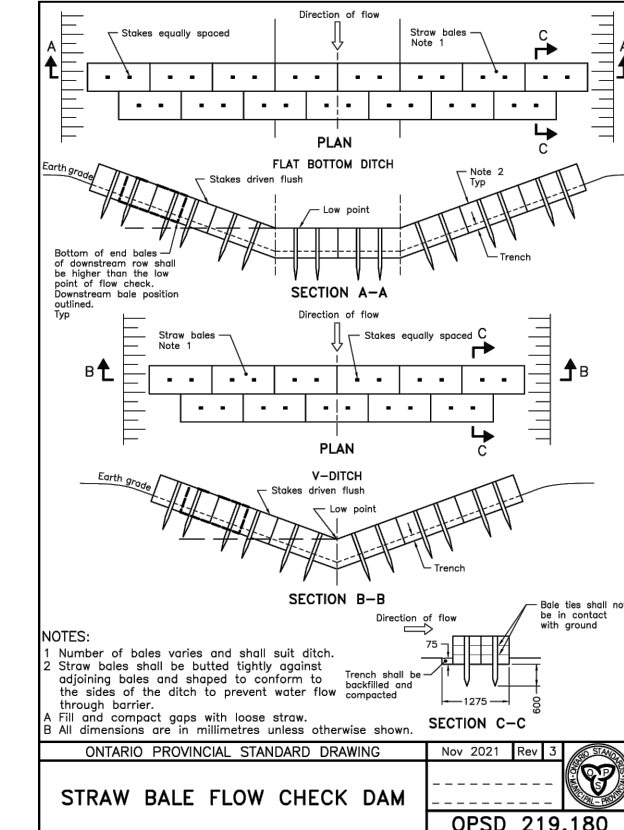 Direction of flow
Stakes equally spaced
Straw bales
Note 1
C
A
A
C
PLAN
FLAT BOTTOM DITCH
Earth grade
Stakes driven flush
Note 2
Typ
Low point
Trench
Bottom of end bales
of downstream row shall
be higher than the low
point of flow check.
Downstream bale position
outlined.
Typ
SECTION A-A
Direction of flow
Straw bales
Note 1
Stakes equally spaced
C
B
B
C
PLAN
V-DITCH
Earth grade
Stakes driven flush
Low point
Trench
SECTION B-B
Direction of flow
Bale ties shall not
be in contact
with ground
75
Trench shall be
backfilled and
compacted
1275
600
SECTION C-C
NOTES:
1 Number of bales varies and shall suit ditch.
2 Straw bales shall be butted tightly against
adjoining bales and shaped to conform to
the sides of the ditch to prevent water flow
through barrier.
A Fill and compact gaps with loose straw.
B All dimensions are in millimetres unless otherwise shown.
ONTARIO PROVINCIAL STANDARD DRAWING
Nov 2021 Rev 3
STRAW BALE FLOW CHECK DAM
OPSD 219.180
ONTARIO STANDARDS
MUNICIPAL-PROVINCIAL
OPS